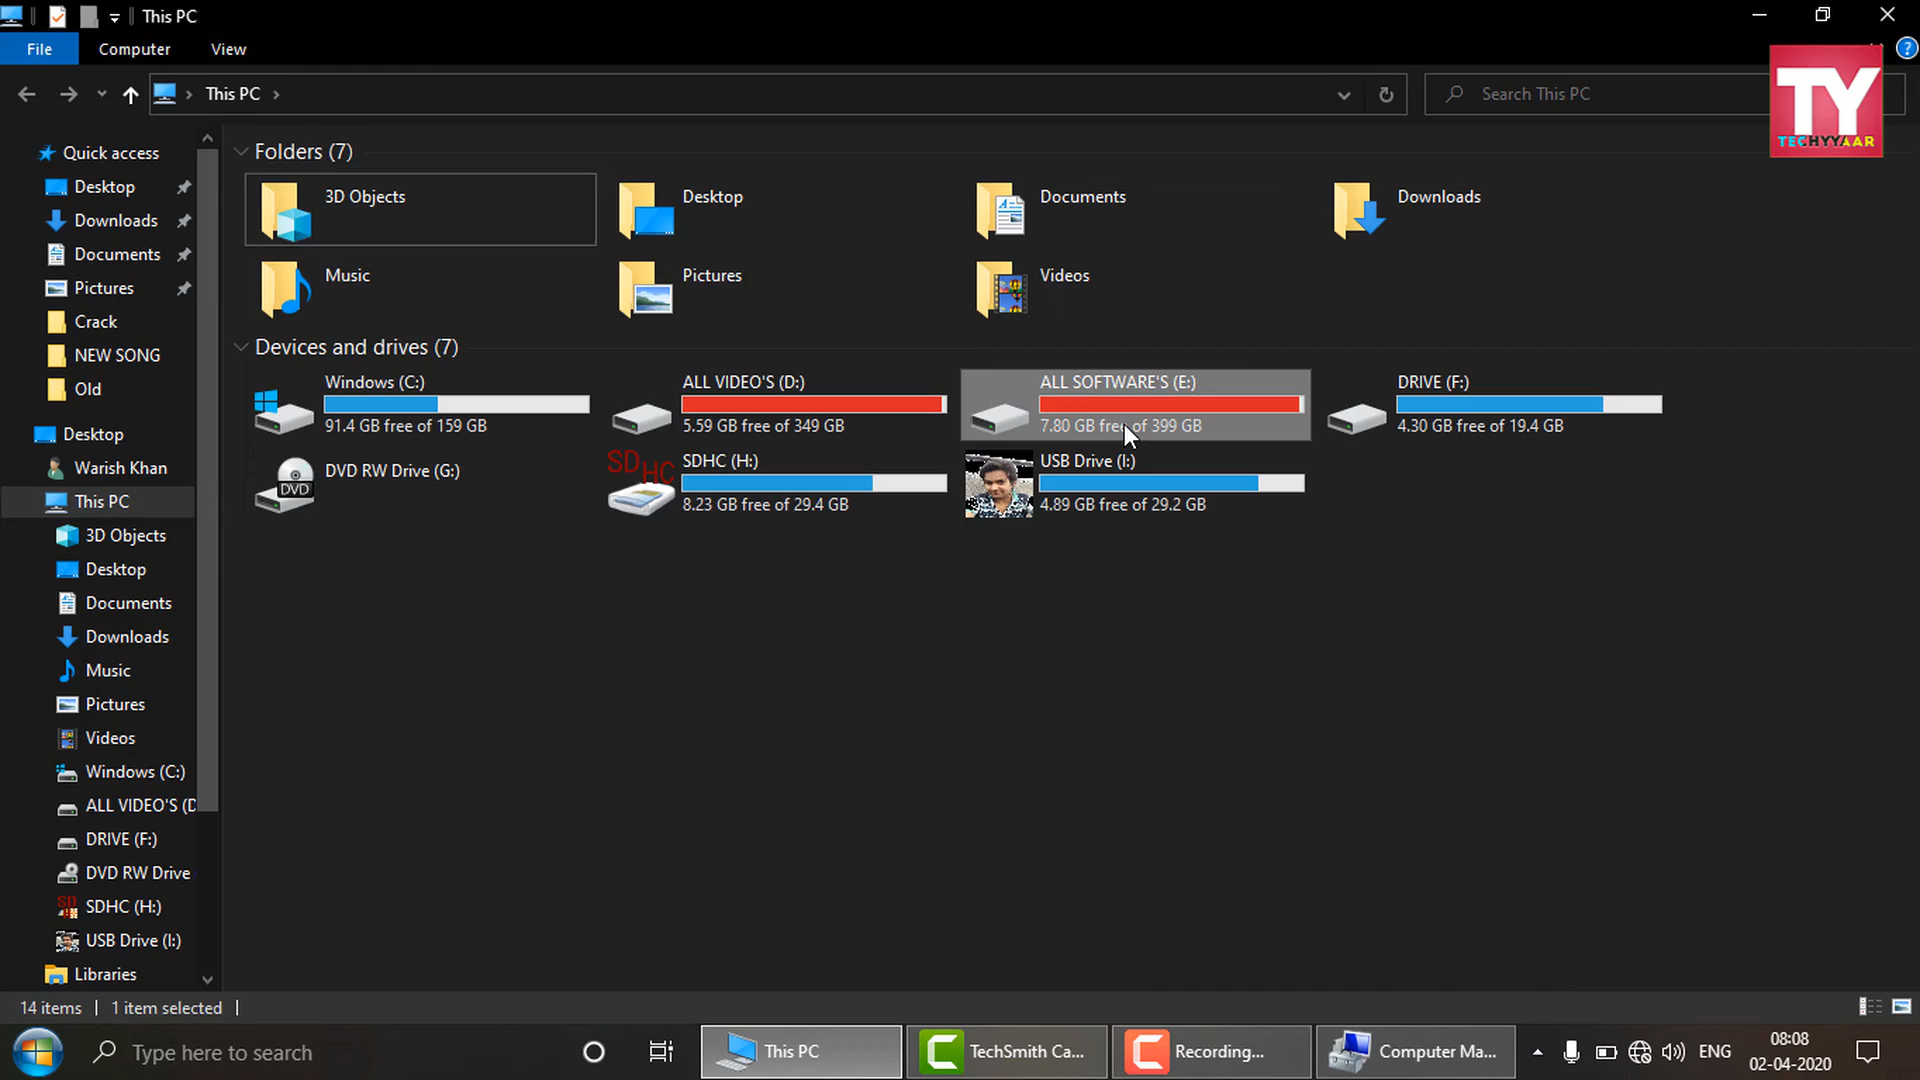 This PC
File Computer View
This PC
Search This PC
TY
TECHYYAAR
Quick access
Desktop
Downloads
Documents
Pictures
Crack
NEW SONG
Old
Desktop
Warish Khan
This PC
3D Objects
Desktop
Documents
Downloads
Music
Pictures
Videos
Windows (C:)
ALL VIDEO'S (D
DRIVE (F:)
DVD RW Drive
SDHC (H:)
USB Drive (I:)
Libraries
Folders (7)
3D Objects
Desktop
Documents
Downloads
Music
Pictures
Videos
Devices and drives (7)
Windows (C:)
91.4 GB free of 159 GB
ALL VIDEO'S (D:)
5.59 GB free of 349 GB
ALL SOFTWARE'S (E:)
7.80 GB free of 399 GB
DRIVE (F:)
4.30 GB free of 19.4 GB
DVD
DVD RW Drive (G:)
SDHC
SDHC (H:)
8.23 GB free of 29.4 GB
USB Drive (I:)
4.89 GB free of 29.2 GB
14 items 1 item selected
Type here to search
This PC
TechSmith Ca...
Recording...
Computer Ma...
ENG
08:08
02-04-2020